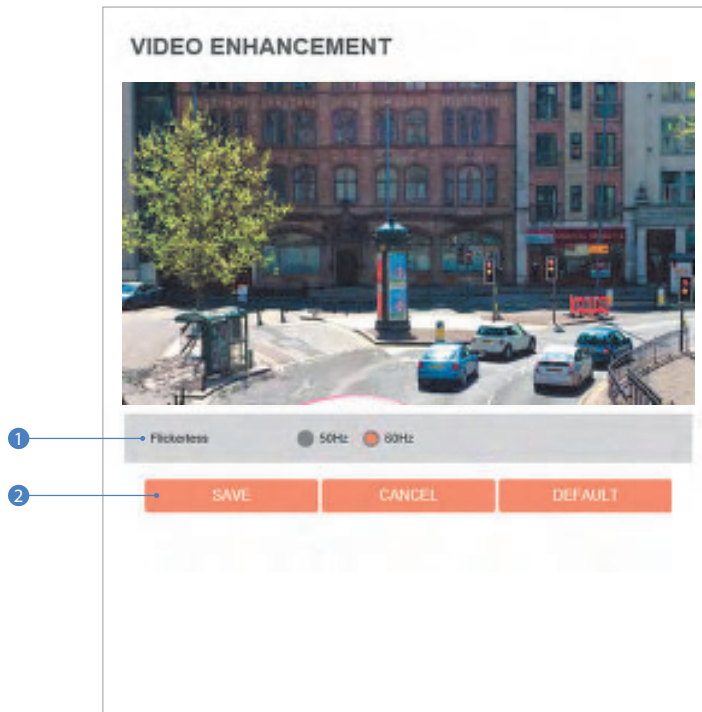 VIDEO ENHANCEMENT
1
Flickerless 50Hz 60Hz
2
SAVE CANCEL DEFAULT